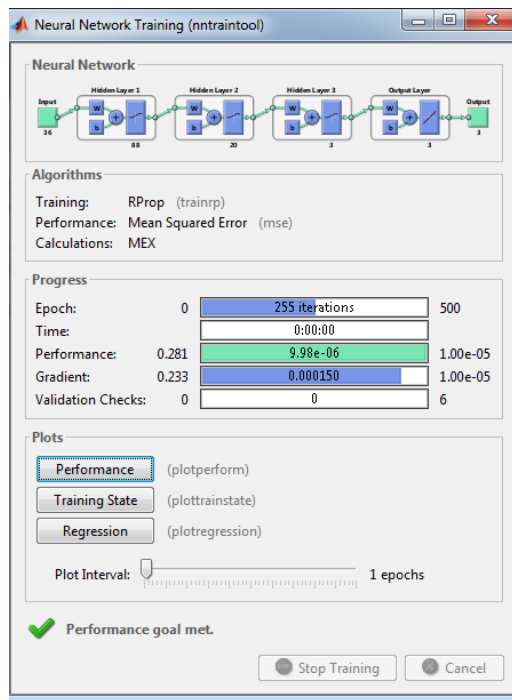 Neural Network Training (nntraintool)
Neural Network
Hidden Layer 1 Hidden Layer 2 Hidden Layer 3 Output Layer
Input Output
W W W W
b b b b
36 3
88 20 3 3
Algorithms
Training: RProp (trainrp)
Performance: Mean Squared Error (mse)
Calculations: MEX
Progress
Epoch: 0 255 iterations 500
Time: 0:00:00
Performance: 0.281 9.98e-06 1.00e-05
Gradient: 0.233 0.000150 1.00e-05
Validation Checks: 0 0 6
Plots
Performance (plotperform)
Training State (plottrainstate)
Regression (plotregression)
Plot Interval: 1 epochs
Performance goal met.
Stop Training Cancel